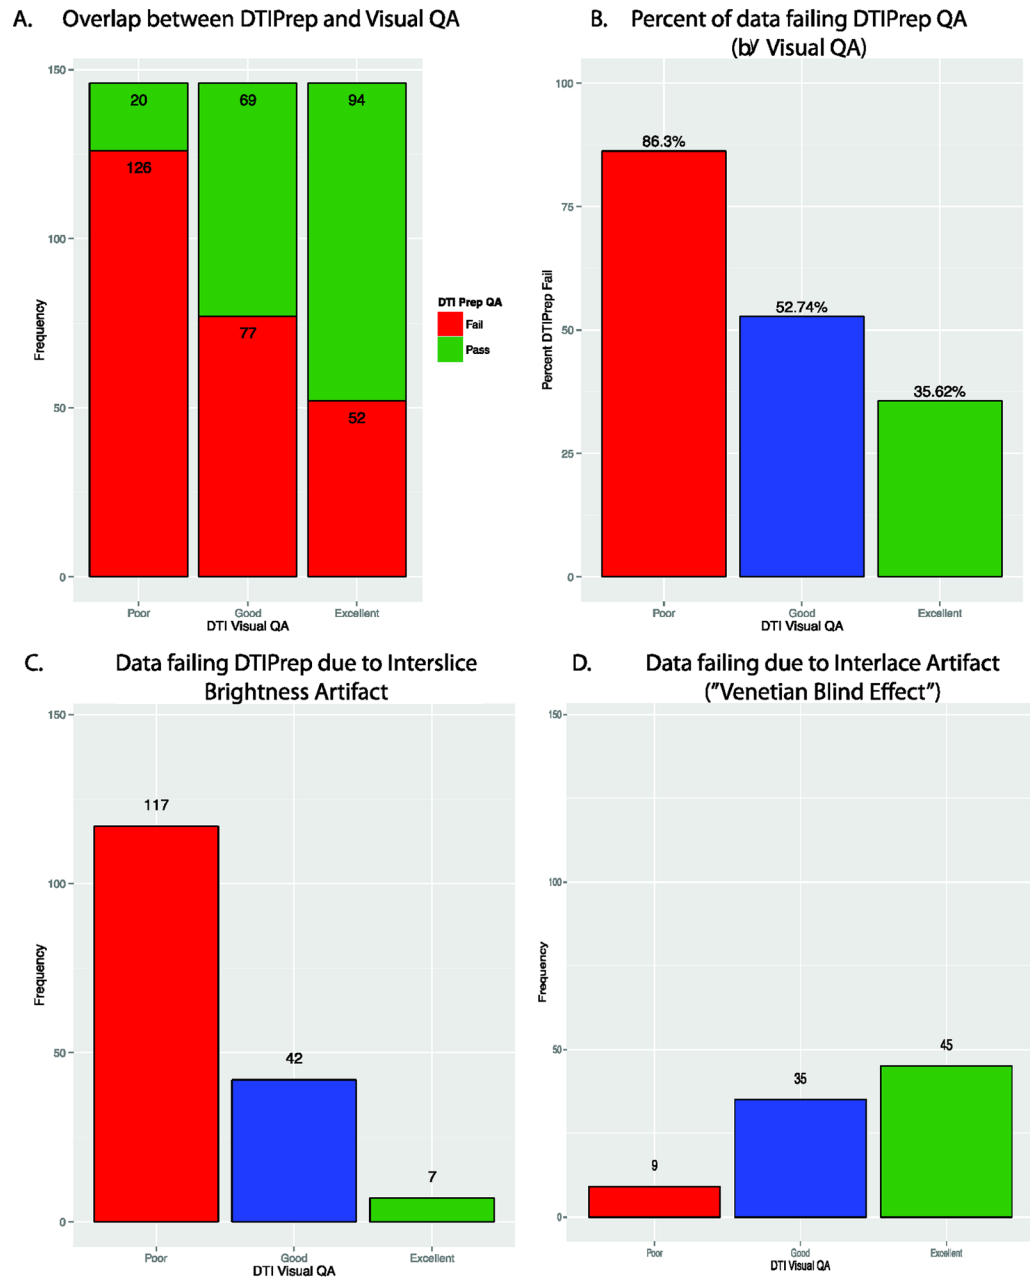 A. Overlap between DTIPrep and Visual QA
150
100
50
0
Frequency
20
69
94
126
77
52
Poor
Good
Excellent
DTI Visual QA
DTI Prep QA
Fail
Pass
B. Percent of data failing DTIPrep QA
(by Visual QA)
100
75
50
25
0
Percent DTIPrep Fail
86.3%
52.74%
35.62%
Poor
Good
Excellent
DTI Visual QA
C. Data failing DTIPrep due to Interslice
Brightness Artifact
150
100
50
0
Frequency
117
42
7
Poor
Good
Excellent
DTI Visual QA
D. Data failing due to Interlace Artifact
("Venetian Blind Effect")
150
100
50
0
Frequency
9
35
45
Poor
Good
Excellent
DTI Visual QA